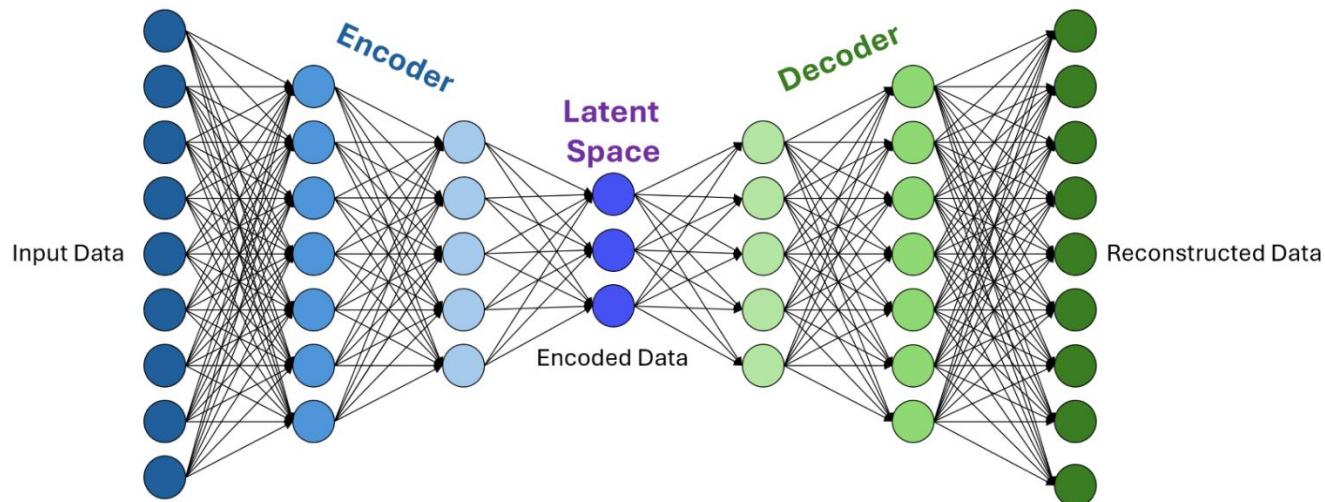 Encoder
Decoder
Latent
Space
Input Data
Reconstructed Data
Encoded Data